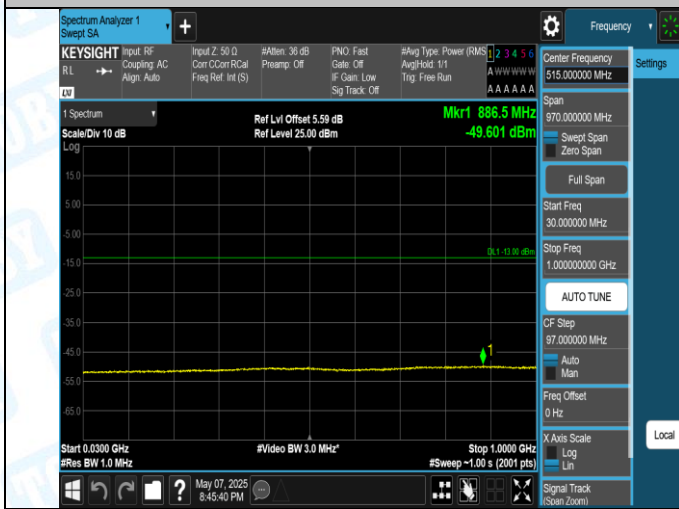 Spectrum Analyzer 1
Swept SA
Frequency
KEYSIGHT
RL
Input: RF
Coupling: AC
Align: Auto
Input Z: 50 Ω
Corr CCorr RCal
Freq Ref: Int (S)
#Atten: 36 dB
Preamp: Off
PNO: Fast
Gate: Off
IF Gain: Low
Sig Track: Off
#Avg Type: Power (RMS
Avg|Hold: 1/1
Trig: Free Run
1 2 3 4 5 6
A W W W W W
A A A A A A
1 Spectrum
Scale/Div 10 dB
Log
Ref Lvl Offset 5.59 dB
Ref Level 25.00 dBm
Mkr1 886.5 MHz
-49.601 dBm
15.0
5.00
-5.00
-15.0
-25.0
-35.0
-45.0
-55.0
-65.0
DL1 -13.00 dBm
1
Start 0.0300 GHz
#Res BW 1.0 MHz
#Video BW 3.0 MHz*
Stop 1.0000 GHz
#Sweep ~1.00 s (2001 pts)
May 07, 2025
8:45:40 PM
Center Frequency
515.000000 MHz
Settings
Span
970.000000 MHz
Swept Span
Zero Span
Full Span
Start Freq
30.000000 MHz
Stop Freq
1.000000000 GHz
AUTO TUNE
CF Step
97.000000 MHz
Auto
Man
Freq Offset
0 Hz
X Axis Scale
Log
Lin
Local
Signal Track
(Span Zoom)